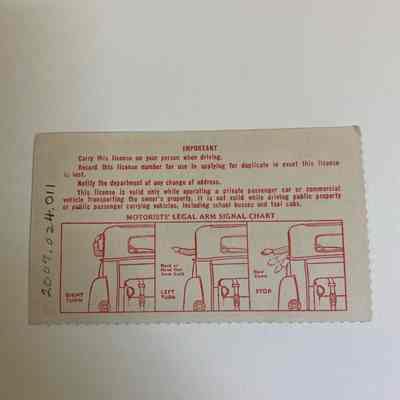 IMPORTANT
Carry this license on your person when driving.
Record this license number for use in applying for duplicate in event this license
is lost.
Notify the department of any change of address.
This license is valid only while operating a private passenger car or commercial
vehicle transporting the owner's property. It is not valid while driving public property
or public passenger carrying vehicles, including school busses and taxi cabs.
MOTORISTS' LEGAL ARM SIGNAL CHART
RIGHT
TURN
LEFT
TURN
STOP
2007.024.011